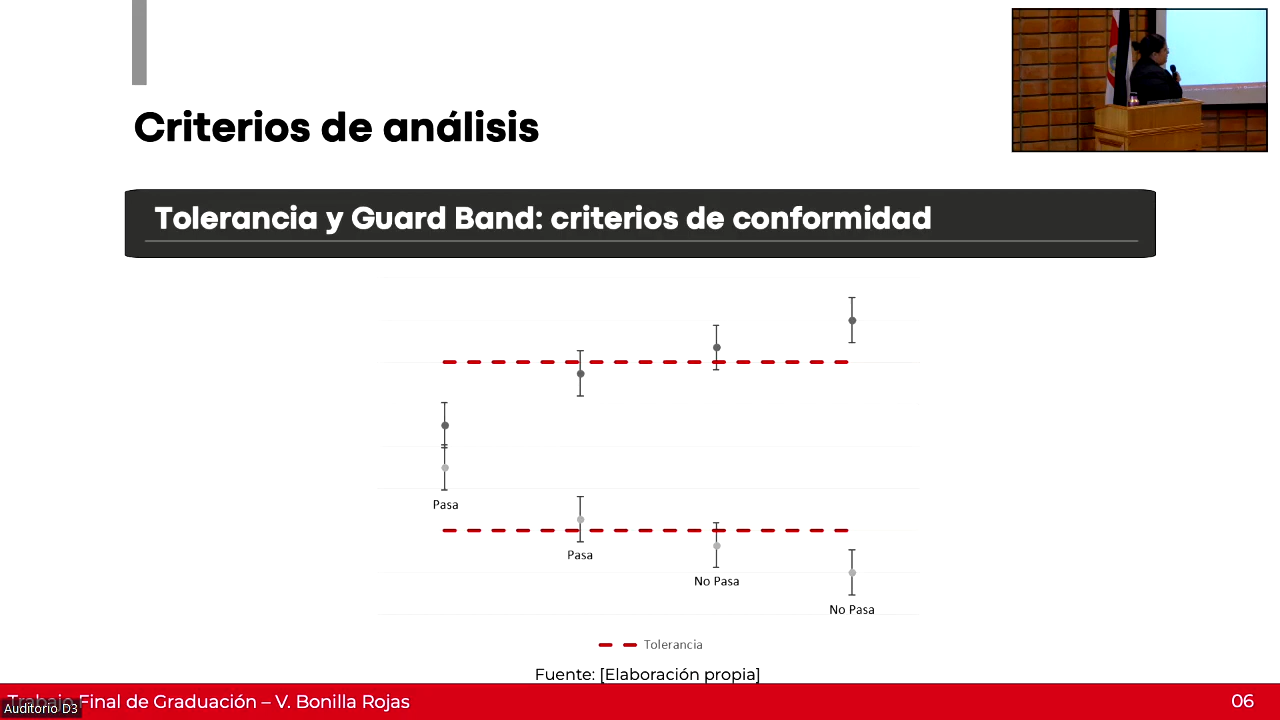 Criterios de análisis
Tolerancia y Guard Band: criterios de conformidad
Pasa
Pasa
No Pasa
No Pasa
Tolerancia
Fuente: [Elaboración propia]
Trabajo Final de Graduación – V. Bonilla Rojas
06
Auditorio D3